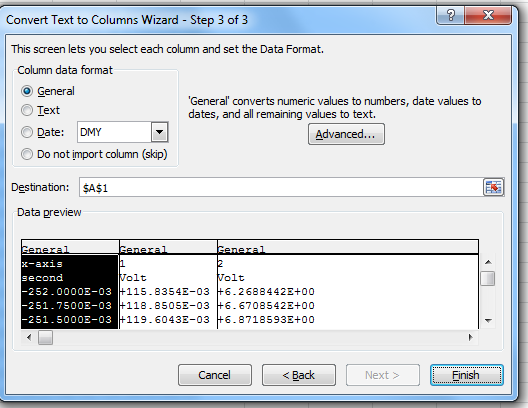 Convert Text to Columns Wizard - Step 3 of 3
This screen lets you select each column and set the Data Format.
Column data format
General
Text
Date: DMY
Do not import column (skip)
'General' converts numeric values to numbers, date values to
dates, and all remaining values to text.
Advanced...
Destination: $A$1
Data preview
General General General
x-axis 1 2
second Volt Volt
-252.0000E-03 +115.8354E-03 +6.2688442E+00
-251.7500E-03 +118.8505E-03 +6.6708542E+00
-251.5000E-03 +119.6043E-03 +6.8718593E+00
Cancel < Back Next > Finish